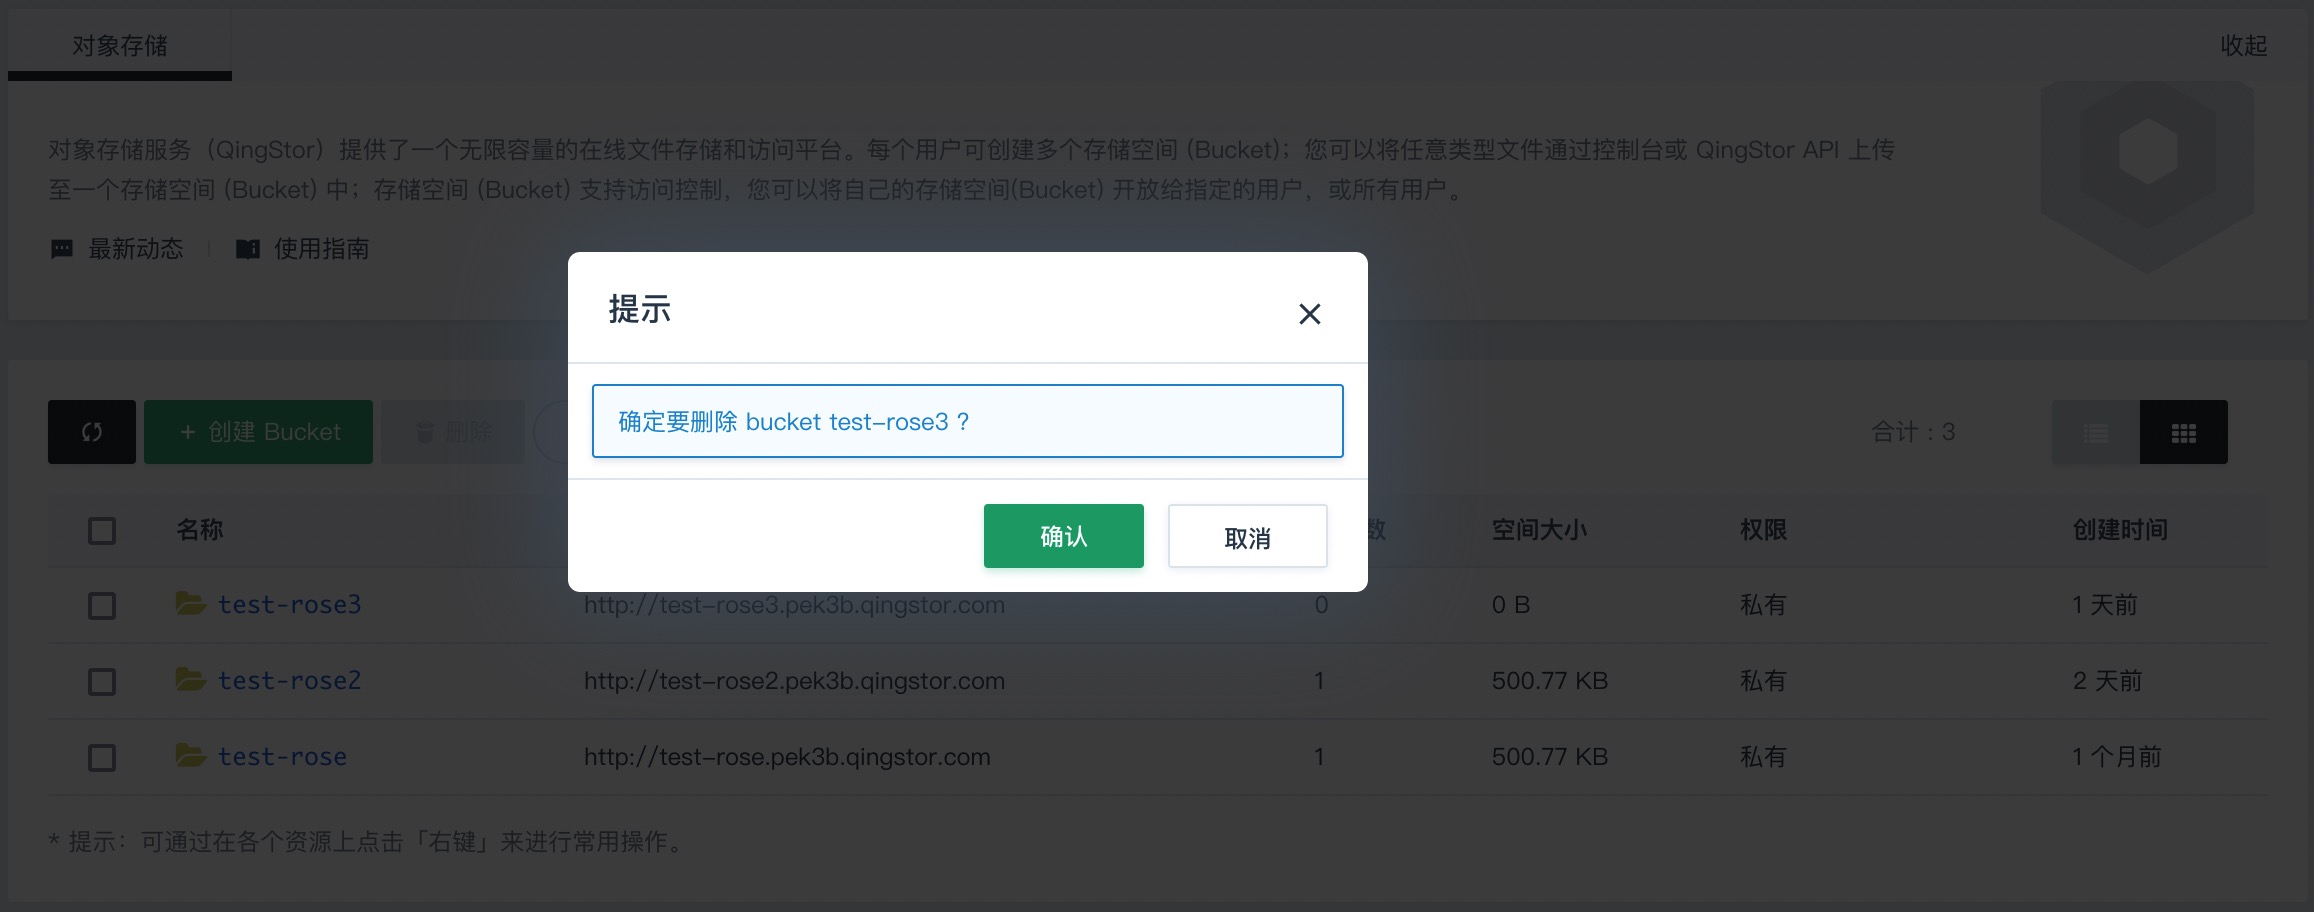 对象存储
收起
对象存储服务（QingStor）提供了一个无限容量的在线文件存储和访问平台。每个用户可创建多个存储空间 (Bucket)；您可以将任意类型文件通过控制台或 QingStor API 上传
至一个存储空间 (Bucket) 中；存储空间 (Bucket) 支持访问控制，您可以将自己的存储空间(Bucket) 开放给指定的用户，或所有用户。
最新动态
使用指南
提示
确定要删除 bucket test-rose3 ?
确认
取消
+ 创建 Bucket
删除
合计 : 3
名称
数
空间大小
权限
创建时间
test-rose3
http://test-rose3.pek3b.qingstor.com
0
0 B
私有
1 天前
test-rose2
http://test-rose2.pek3b.qingstor.com
1
500.77 KB
私有
2 天前
test-rose
http://test-rose.pek3b.qingstor.com
1
500.77 KB
私有
1 个月前
* 提示：可通过在各个资源上点击「右键」来进行常用操作。